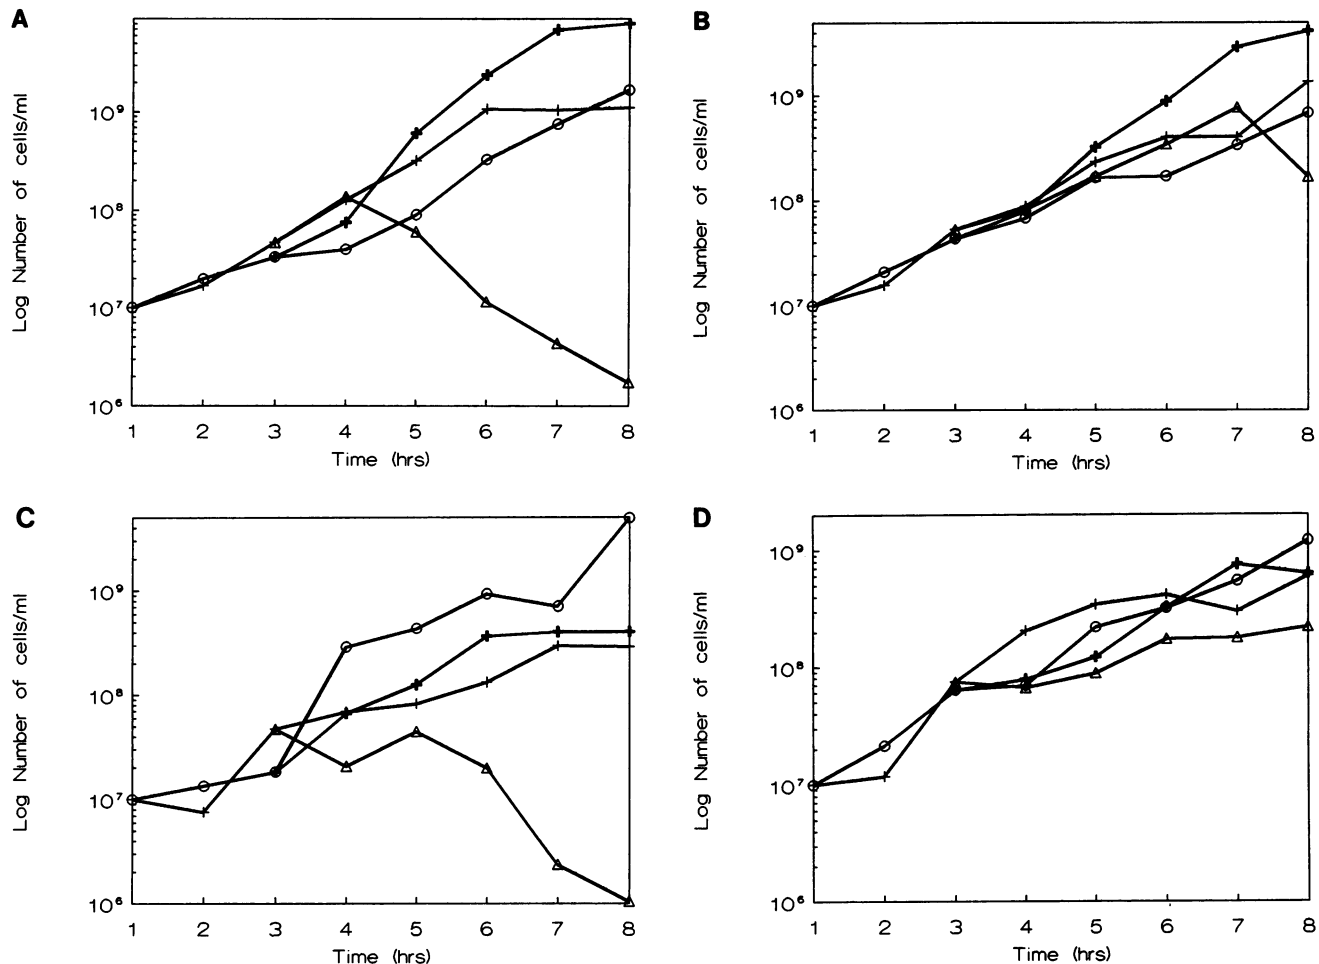 A
Log Number of cells/ml
10⁹
10⁸
10⁷
10⁶
1 2 3 4 5 6 7 8
Time (hrs)
B
Log Number of cells/ml
10⁹
10⁸
10⁷
10⁶
1 2 3 4 5 6 7 8
Time (hrs)
C
Log Number of cells/ml
10⁹
10⁸
10⁷
10⁶
1 2 3 4 5 6 7 8
Time (hrs)
D
Log Number of cells/ml
10⁹
10⁸
10⁷
10⁶
1 2 3 4 5 6 7 8
Time (hrs)